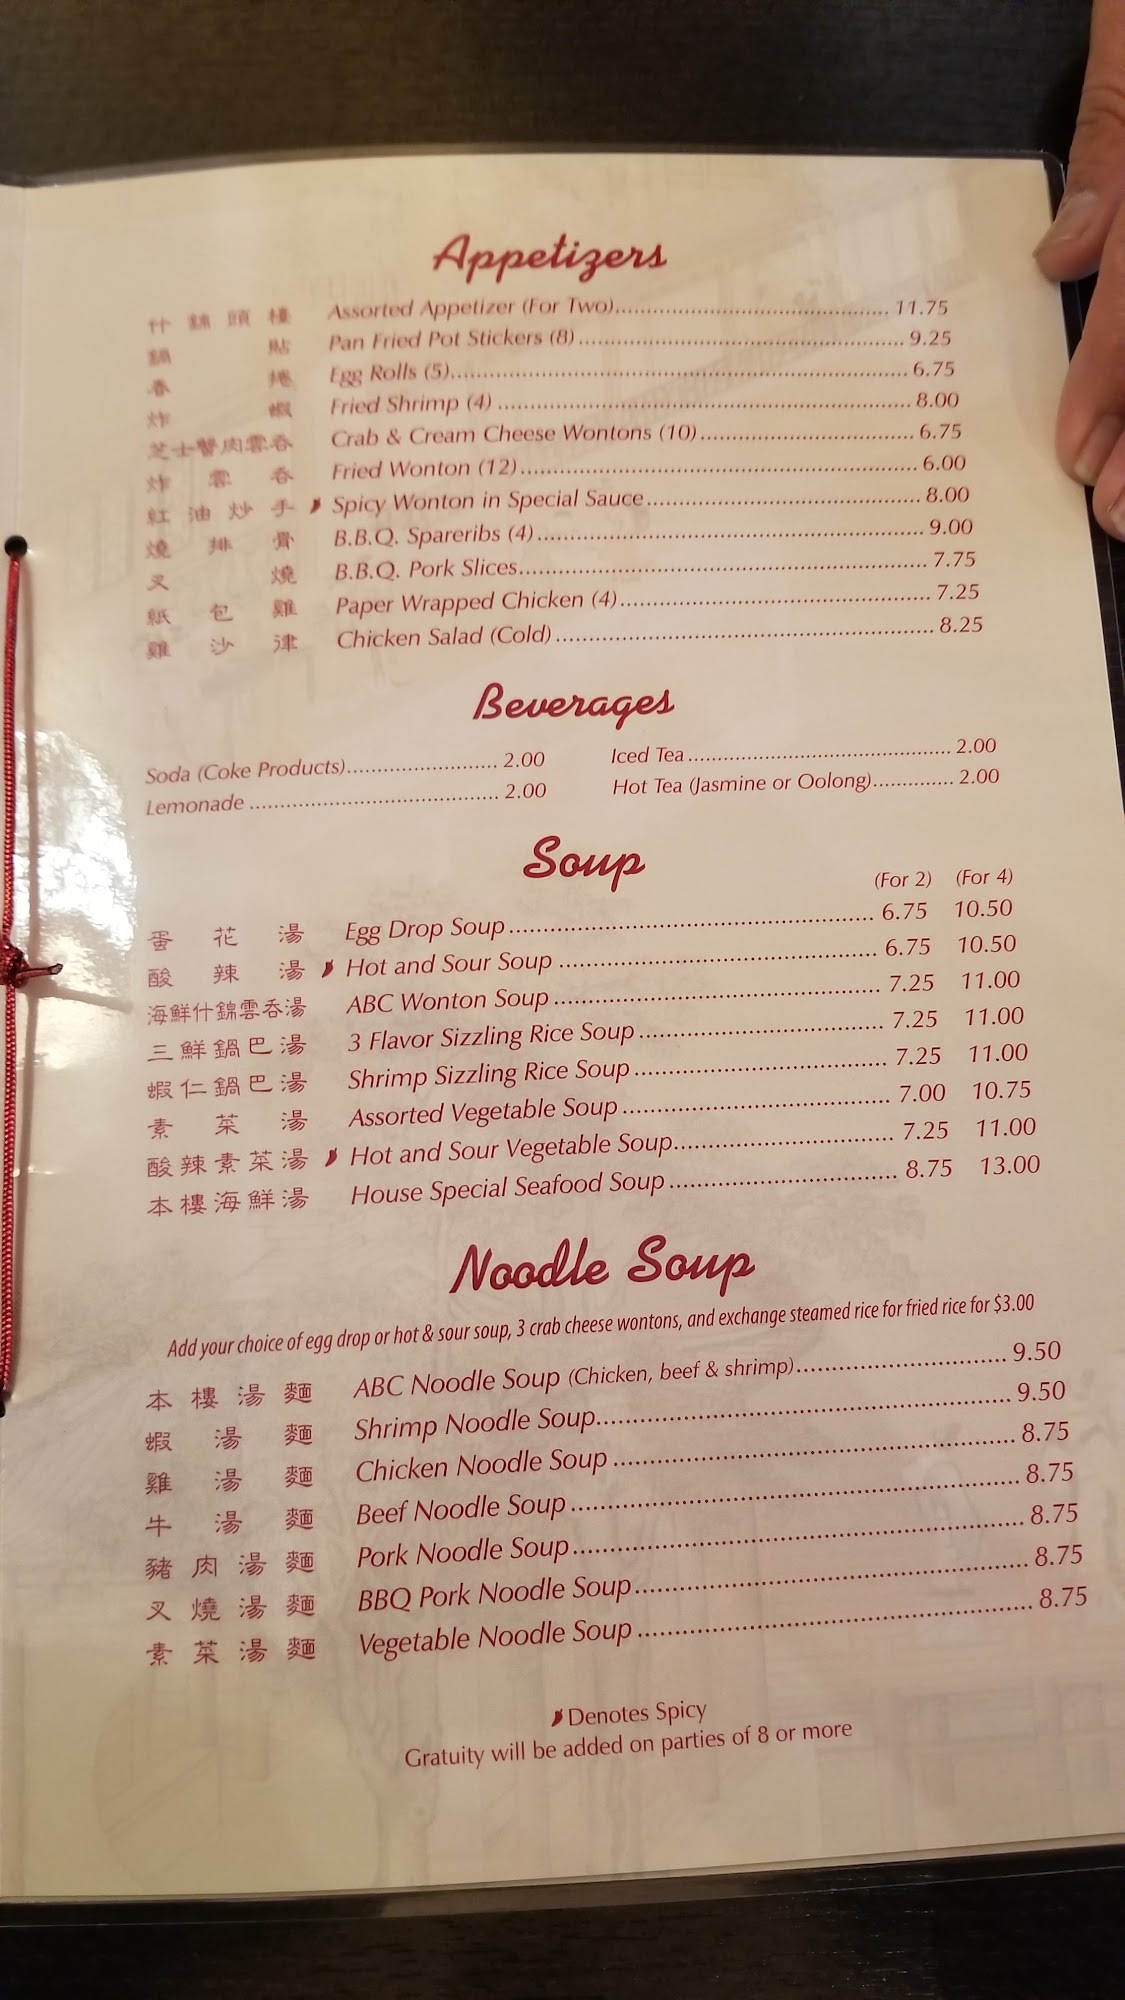 Appetizers
什錦頭檯 Assorted Appetizer (For Two) 11.75
鍋貼 Pan Fried Pot Stickers (8) 9.25
春捲 Egg Rolls (5) 6.75
炸蝦 Fried Shrimp (4) 8.00
芝士蟹肉雲吞 Crab & Cream Cheese Wontons (10) 6.75
炸雲吞 Fried Wonton (12) 6.00
紅油炒手 Spicy Wonton in Special Sauce 8.00
燒排骨 B.B.Q. Spareribs (4) 9.00
叉燒 B.B.Q. Pork Slices 7.75
紙包雞 Paper Wrapped Chicken (4) 7.25
雞沙律 Chicken Salad (Cold) 8.25
Beverages
Soda (Coke Products) 2.00 Iced Tea 2.00
Lemonade 2.00 Hot Tea (Jasmine or Oolong) 2.00
Soup
(For 2) (For 4)
蛋花湯 Egg Drop Soup 6.75 10.50
酸辣湯 Hot and Sour Soup 6.75 10.50
海鮮什錦雲吞湯 ABC Wonton Soup 7.25 11.00
三鮮鍋巴湯 3 Flavor Sizzling Rice Soup 7.25 11.00
蝦仁鍋巴湯 Shrimp Sizzling Rice Soup 7.25 11.00
素菜湯 Assorted Vegetable Soup 7.00 10.75
酸辣素菜湯 Hot and Sour Vegetable Soup 7.25 11.00
本樓海鮮湯 House Special Seafood Soup 8.75 13.00
Noodle Soup
Add your choice of egg drop or hot & sour soup, 3 crab cheese wontons, and exchange steamed rice for fried rice for $3.00
本樓湯麵 ABC Noodle Soup (Chicken, beef & shrimp) 9.50
蝦湯麵 Shrimp Noodle Soup 9.50
雞湯麵 Chicken Noodle Soup 8.75
牛湯麵 Beef Noodle Soup 8.75
豬肉湯麵 Pork Noodle Soup 8.75
叉燒湯麵 BBQ Pork Noodle Soup 8.75
素菜湯麵 Vegetable Noodle Soup 8.75
Denotes Spicy
Gratuity will be added on parties of 8 or more